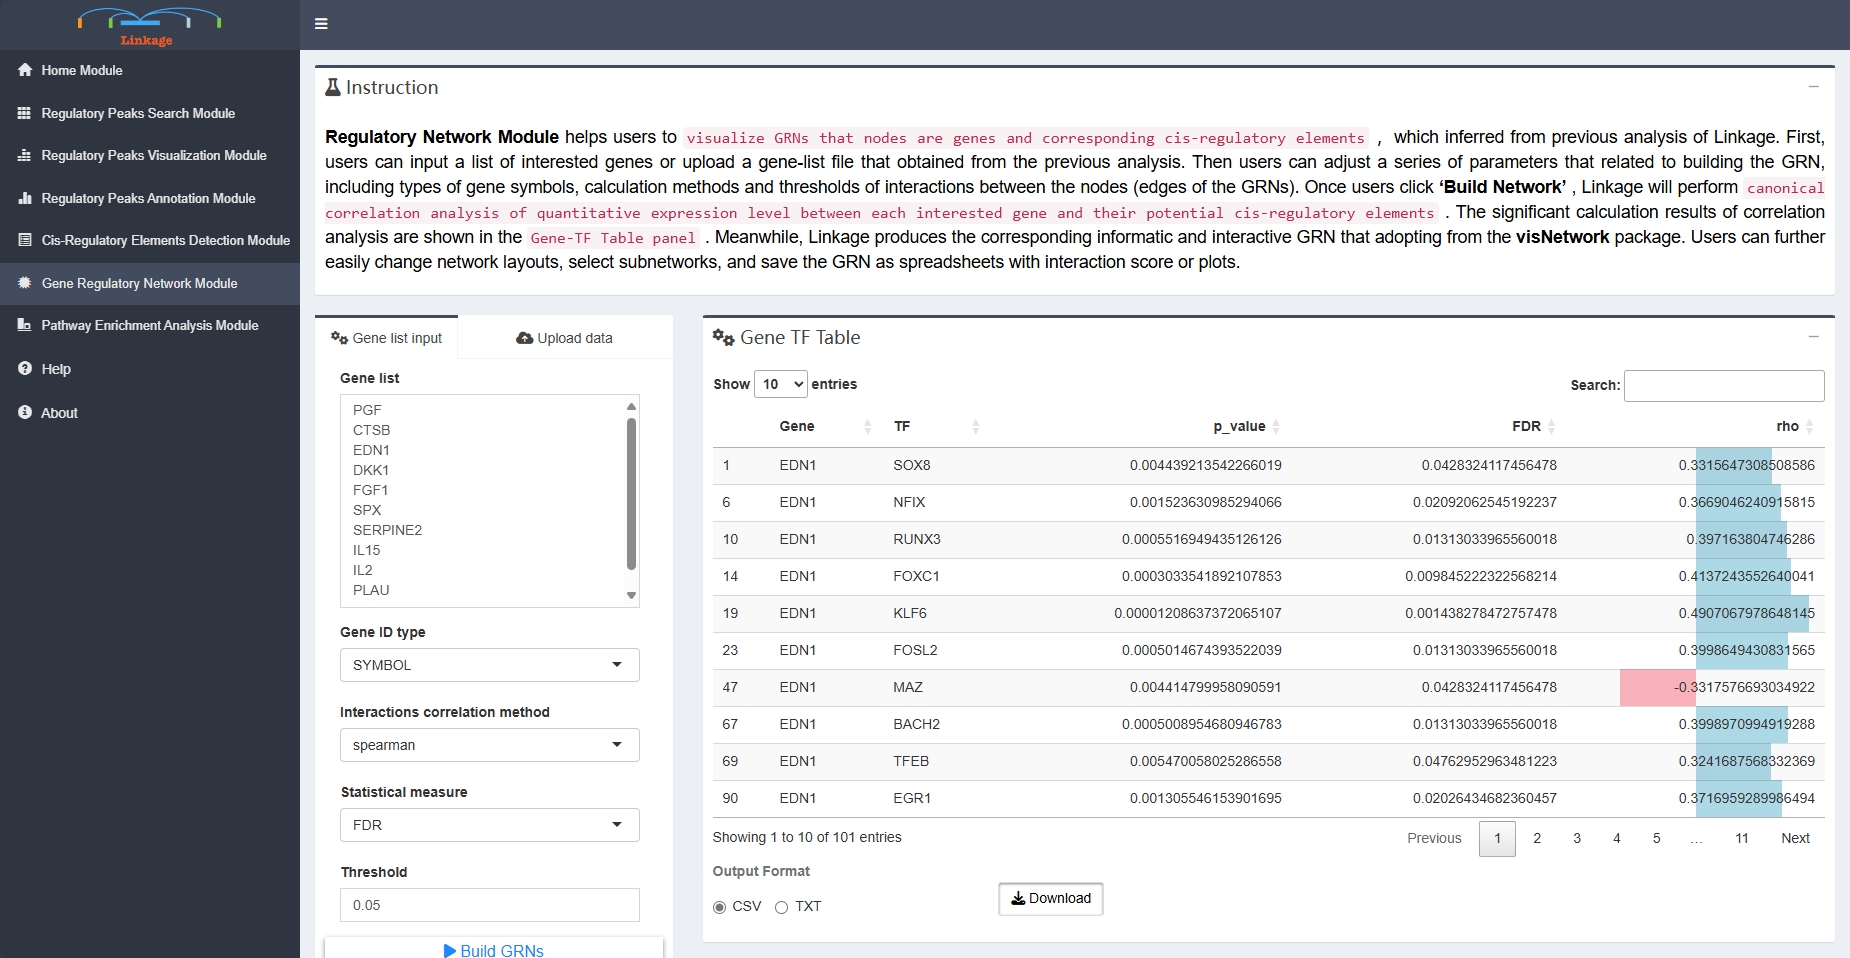 Linkage
Home Module
Regulatory Peaks Search Module
Regulatory Peaks Visualization Module
Regulatory Peaks Annotation Module
Cis-Regulatory Elements Detection Module
Gene Regulatory Network Module
Pathway Enrichment Analysis Module
Help
About
Instruction
Regulatory Network Module helps users to visualize GRNs that nodes are genes and corresponding cis-regulatory elements , which inferred from previous analysis of Linkage. First,
users can input a list of interested genes or upload a gene-list file that obtained from the previous analysis. Then users can adjust a series of parameters that related to building the GRN,
including types of gene symbols, calculation methods and thresholds of interactions between the nodes (edges of the GRNs). Once users click ‘Build Network’ , Linkage will perform canonical
correlation analysis of quantitative expression level between each interested gene and their potential cis-regulatory elements . The significant calculation results of correlation
analysis are shown in the Gene-TF Table panel . Meanwhile, Linkage produces the corresponding informatic and interactive GRN that adopting from the visNetwork package. Users can further
easily change network layouts, select subnetworks, and save the GRN as spreadsheets with interaction score or plots.
Gene list input
Upload data
Gene list
PGF
CTSB
EDN1
DKK1
FGF1
SPX
SERPINE2
IL15
IL2
PLAU
Gene ID type
SYMBOL
Interactions correlation method
spearman
Statistical measure
FDR
Threshold
0.05
Build GRNs
Gene TF Table
Show 10 entries
Search:
Gene TF p_value FDR rho
1 EDN1 SOX8 0.004439213542266019 0.0428324117456478 0.3315647308508586
6 EDN1 NFIX 0.001523630985294066 0.02092062545192237 0.3669046240915815
10 EDN1 RUNX3 0.0005516949435126126 0.01313033965560018 0.397163804746286
14 EDN1 FOXC1 0.0003033541892107853 0.009845222322568214 0.4137243552640041
19 EDN1 KLF6 0.00001208637372065107 0.001438278472757478 0.4907067978648145
23 EDN1 FOSL2 0.0005014674393522039 0.01313033965560018 0.3998649430831565
47 EDN1 MAZ 0.004414799958090591 0.0428324117456478 -0.3317576693034922
67 EDN1 BACH2 0.0005008954680946783 0.01313033965560018 0.3998970994919288
69 EDN1 TFEB 0.005470058025286558 0.04762952963481223 0.3241687568332369
90 EDN1 EGR1 0.001305546153901695 0.02026434682360457 0.3716959289986494
Showing 1 to 10 of 101 entries
Previous 1 2 3 4 5 … 11 Next
Output Format
CSV TXT
Download